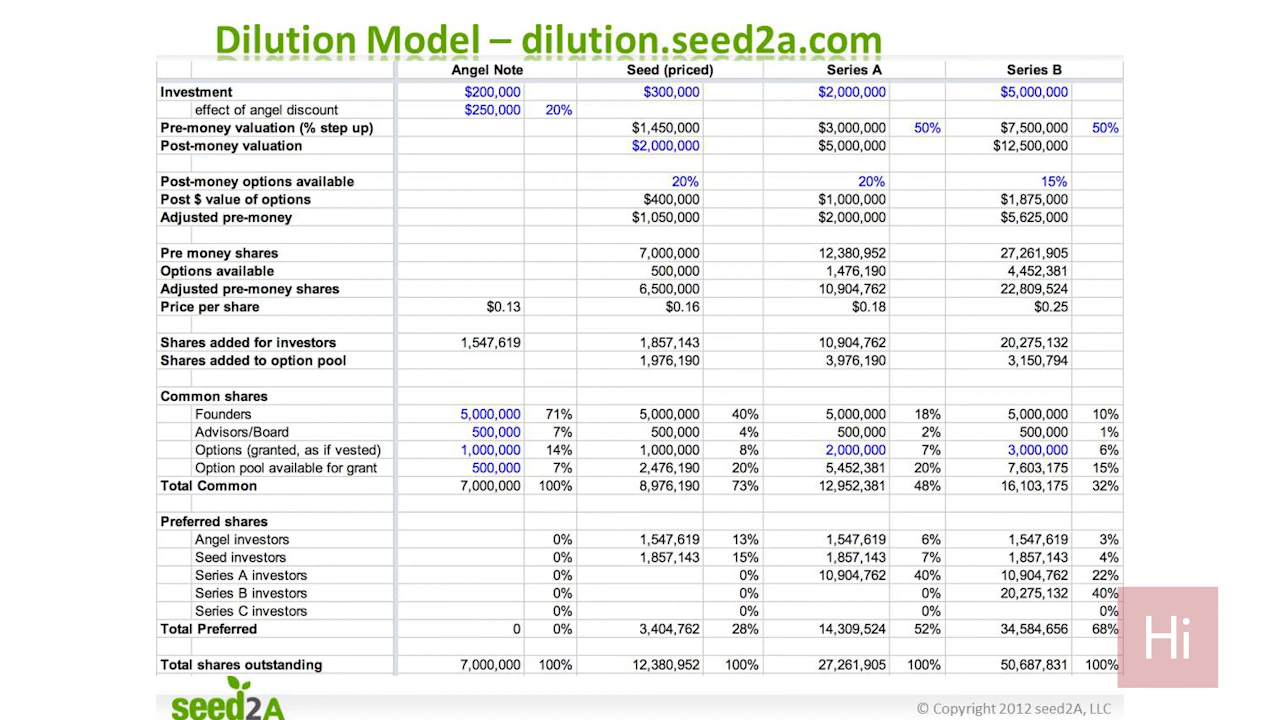 Dilution Model – dilution.seed2a.com
Angel Note Seed (priced) Series A Series B
Investment $200,000 $300,000 $2,000,000 $5,000,000
effect of angel discount $250,000 20%
Pre-money valuation (% step up) $1,450,000 $3,000,000 50% $7,500,000 50%
Post-money valuation $2,000,000 $5,000,000 $12,500,000
Post-money options available 20% 20% 15%
Post $ value of options $400,000 $1,000,000 $1,875,000
Adjusted pre-money $1,050,000 $2,000,000 $5,625,000
Pre money shares 7,000,000 12,380,952 27,261,905
Options available 500,000 1,476,190 4,452,381
Adjusted pre-money shares 6,500,000 10,904,762 22,809,524
Price per share $0.13 $0.16 $0.18 $0.25
Shares added for investors 1,547,619 1,857,143 10,904,762 20,275,132
Shares added to option pool 1,976,190 3,976,190 3,150,794
Common shares
Founders 5,000,000 71% 5,000,000 40% 5,000,000 18% 5,000,000 10%
Advisors/Board 500,000 7% 500,000 4% 500,000 2% 500,000 1%
Options (granted, as if vested) 1,000,000 14% 1,000,000 8% 2,000,000 7% 3,000,000 6%
Option pool available for grant 500,000 7% 2,476,190 20% 5,452,381 20% 7,603,175 15%
Total Common 7,000,000 100% 8,976,190 73% 12,952,381 48% 16,103,175 32%
Preferred shares
Angel investors 0% 1,547,619 13% 1,547,619 6% 1,547,619 3%
Seed investors 0% 1,857,143 15% 1,857,143 7% 1,857,143 4%
Series A investors 0% 0% 10,904,762 40% 10,904,762 22%
Series B investors 0% 0% 0% 20,275,132 40%
Series C investors 0% 0% 0% 0%
Total Preferred 0 0% 3,404,762 28% 14,309,524 52% 34,584,656 68%
Total shares outstanding 7,000,000 100% 12,380,952 100% 27,261,905 100% 50,687,831 100%
Hi
seed2A
© Copyright 2012 seed2A, LLC